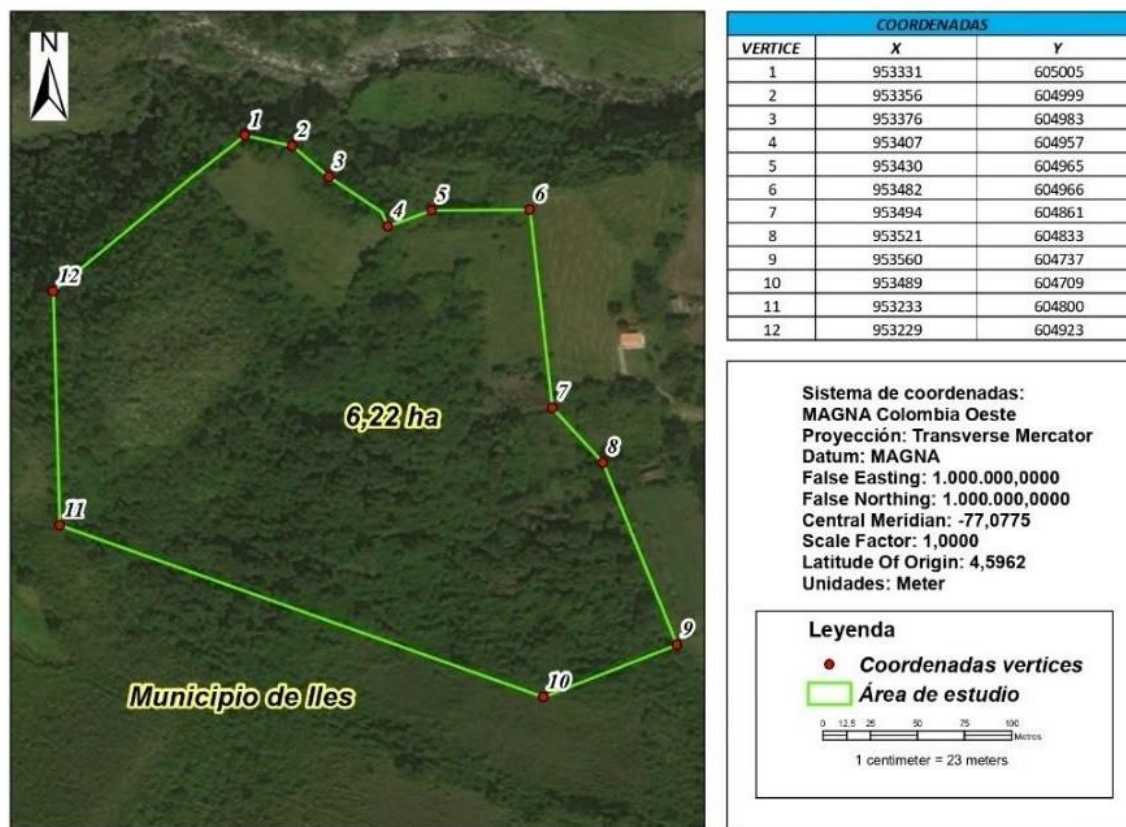 N
1
2
3
4
5
6
7
8
9
10
11
12
6,22 ha
Municipio de Iles
COORDENADAS
VERTICE X Y
1 953331 605005
2 953356 604999
3 953376 604983
4 953407 604957
5 953430 604965
6 953482 604966
7 953494 604861
8 953521 604833
9 953560 604737
10 953489 604709
11 953233 604800
12 953229 604923
Sistema de coordenadas:
MAGNA Colombia Oeste
Proyección: Transverse Mercator
Datum: MAGNA
False Easting: 1.000.000,0000
False Northing: 1.000.000,0000
Central Meridian: -77,0775
Scale Factor: 1,0000
Latitude Of Origin: 4,5962
Unidades: Meter
Leyenda
Coordenadas vertices
Área de estudio
0 12,5 25 50 75 100
Metros
1 centimeter = 23 meters